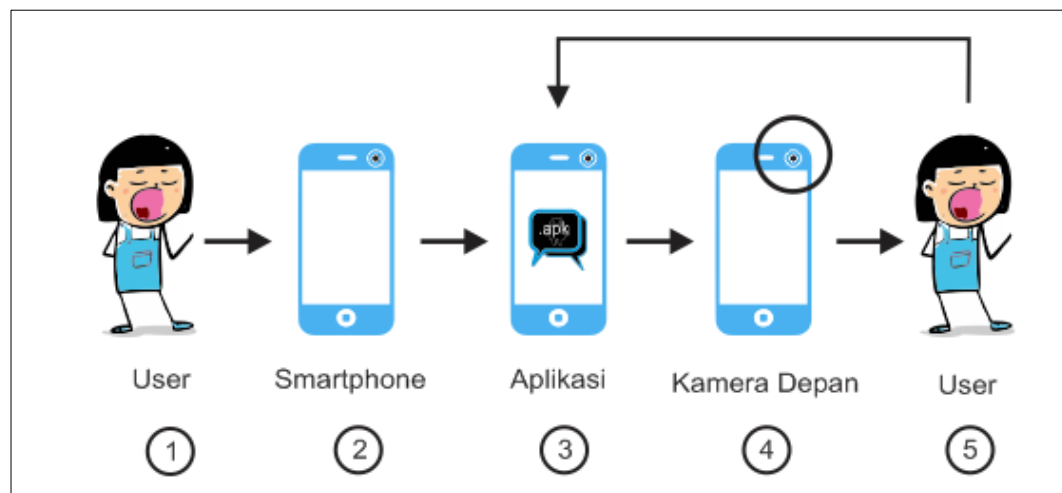 .apk
User
Smartphone
Aplikasi
Kamera Depan
User
1
2
3
4
5